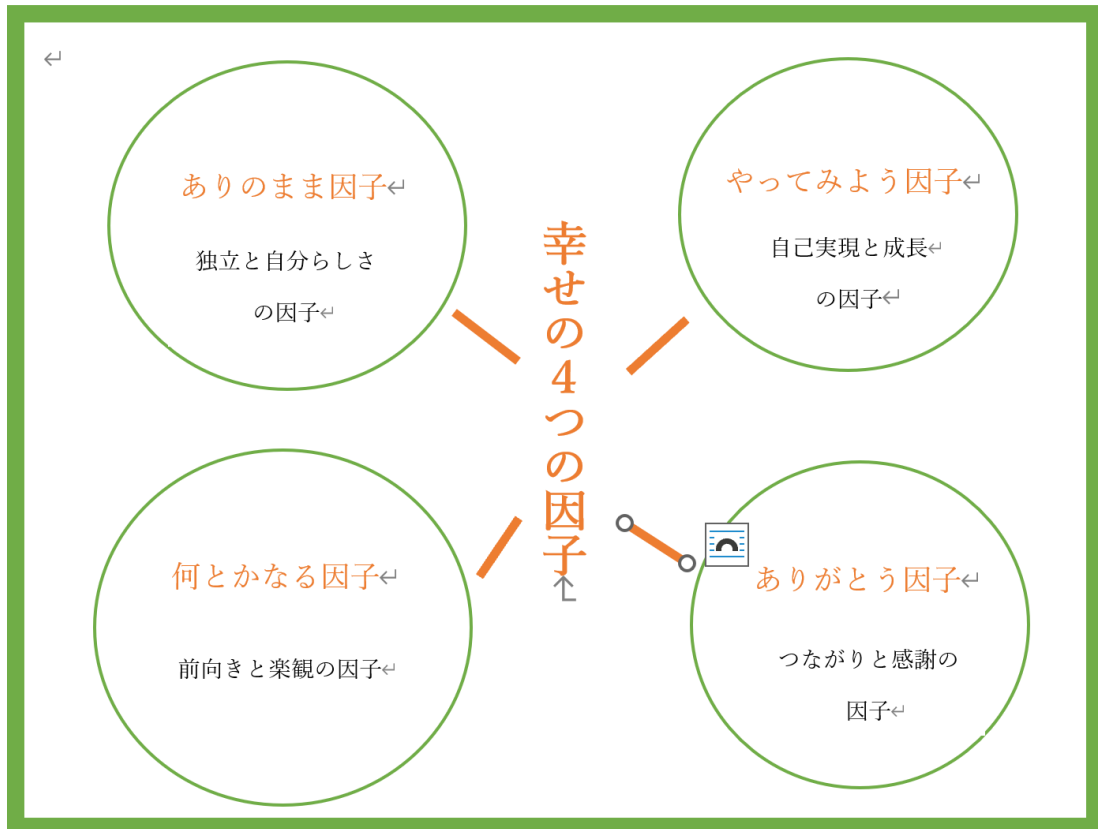 ありのまま因子
独立と自分らしさ
の因子
やってみよう因子
自己実現と成長
の因子
幸せの4つの因子
何とかなる因子
前向きと楽観の因子
ありがとう因子
つながりと感謝の
因子